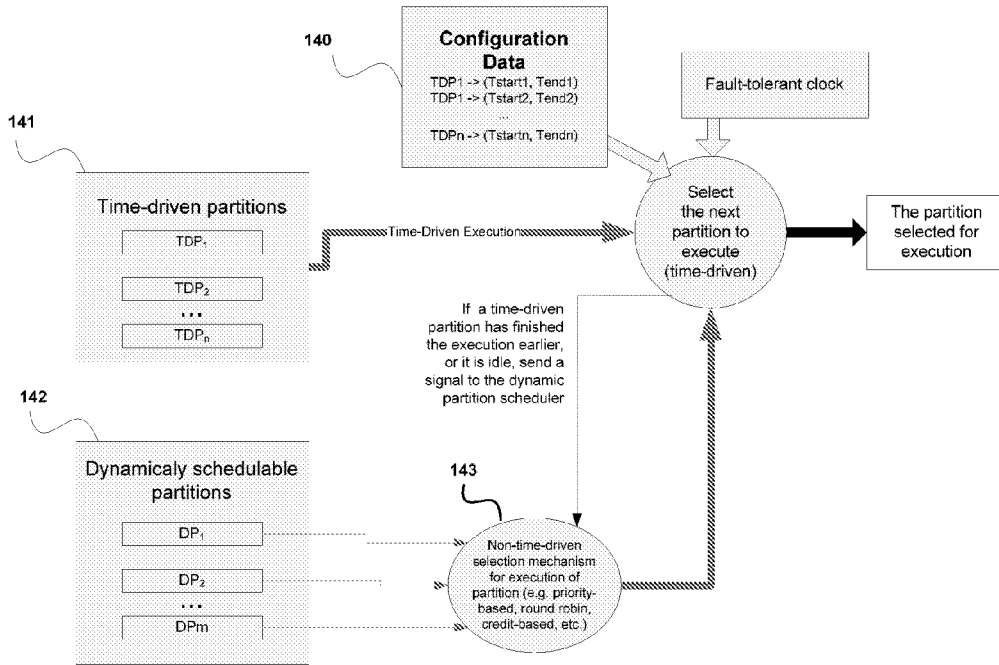 140
Configuration
Data
TDP1 -> (Tstart1, Tend1)
TDP1 -> (Tstart2, Tend2)
...
TDPn -> (Tstartn, Tendn)
Fault-tolerant clock
141
Time-driven partitions
TDP1
TDP2
...
TDPn
Time-Driven Execution
Select
the next
partition to
execute
(time-driven)
The partition
selected for
execution
If a time-driven
partition has finished
the execution earlier,
or it is idle, send a
signal to the dynamic
partition scheduler
142
Dynamicaly schedulable
partitions
DP1
DP2
...
DPm
143
Non-time-driven
selection mechanism
for execution of
partition (e.g. priority-
based, round robin,
credit-based, etc.)